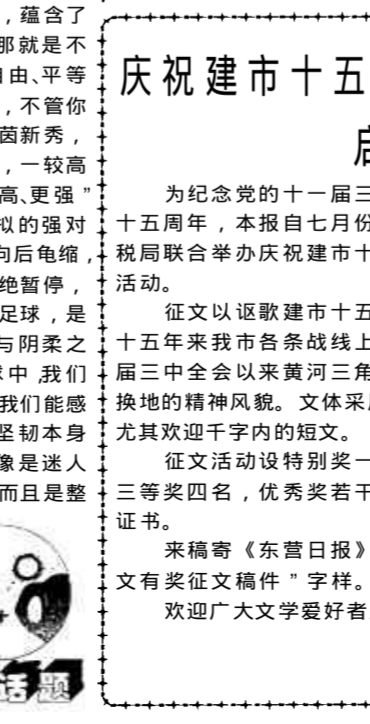 ，蕴含了
那就是不
自由、平等
，不管你
茵新秀，
，一较高
高、更强”
拟的强对
向后龟缩，
绝暂停，
足球，是
与阴柔之
球中，我们
我们能感
坚韧本身
像是迷人
而且是整
话题
庆祝建市十五
启
为纪念党的十一届三
十五周年，本报自七月份
税局联合举办庆祝建市十
活动。
征文以讴歌建市十五
十五年来我市各条战线上
届三中全会以来黄河三角
换地的精神风貌。文体采用
尤其欢迎千字内的短文。
征文活动设特别奖一
三等奖四名，优秀奖若干
证书。
来稿寄《东营日报》
文有奖征文稿件”字样。
欢迎广大文学爱好者